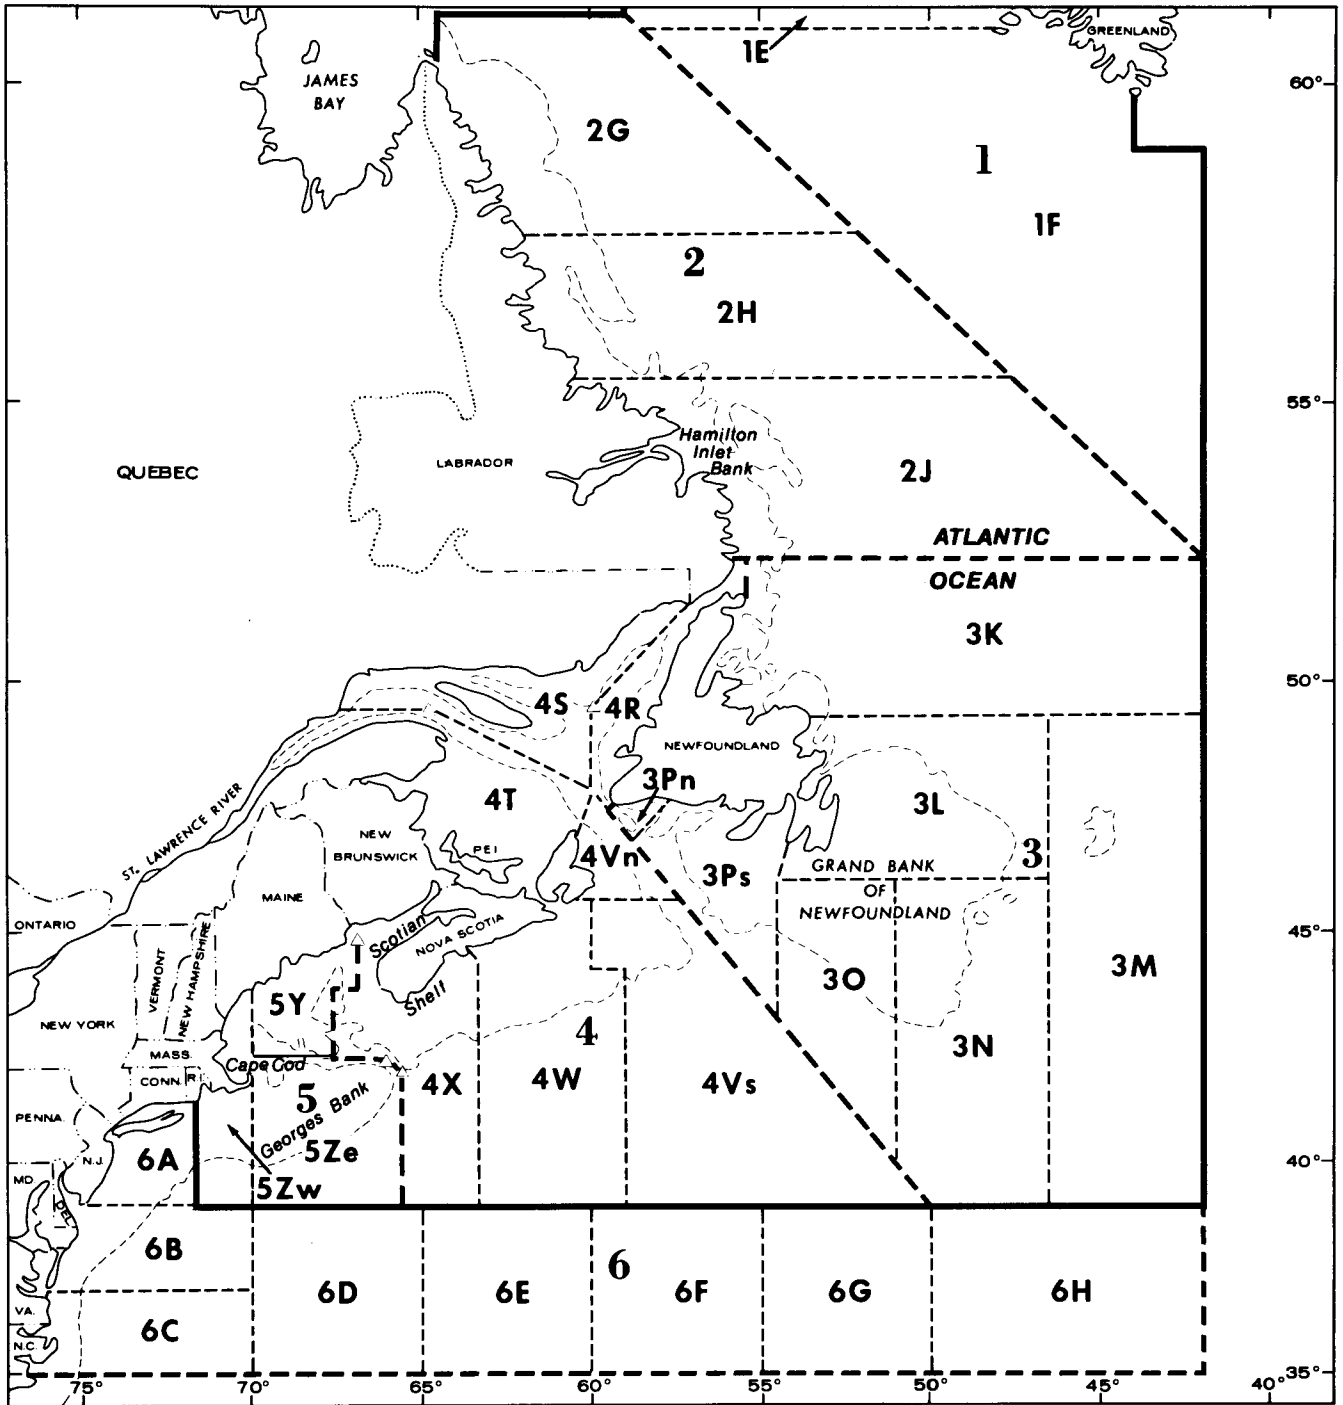 GREENLAND
1E
60°
JAMES
BAY
2G
1
1F
2
2H
55°
Hamilton
Inlet
Bank
QUEBEC
LABRADOR
2J
ATLANTIC
OCEAN
3K
50°
4S
4R
NEWFOUNDLAND
3Pn
ST. LAWRENCE RIVER
4T
3L
NEW
BRUNSWICK
PEI
4Vn
3Ps
GRAND BANK
3
OF
NEWFOUNDLAND
MAINE
ONTARIO
Scotian
NOVA SCOTIA
45°
VERMONT
NEW HAMPSHIRE
3O
3M
5Y
Shelf
NEW YORK
4
3N
MASS.
Cape Cod
CONN.
R.I.
5
4X
4W
4Vs
Georges Bank
PENNA.
N.J.
6A
5Ze
40°
MD.
5Zw
DEL.
6B
6
6D
6E
6F
6G
6H
VA.
6C
N.C.
35°
75°
70°
65°
60°
55°
50°
45°
40°